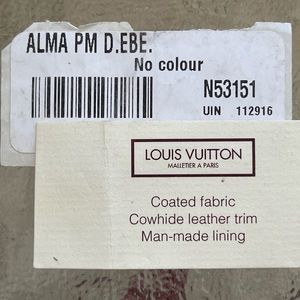 ALMA PM D.EBE.
No colour
N53151
UIN 112916
LOUIS VUITTON
MALLETIER A PARIS
Coated fabric
Cowhide leather trim
Man-made lining